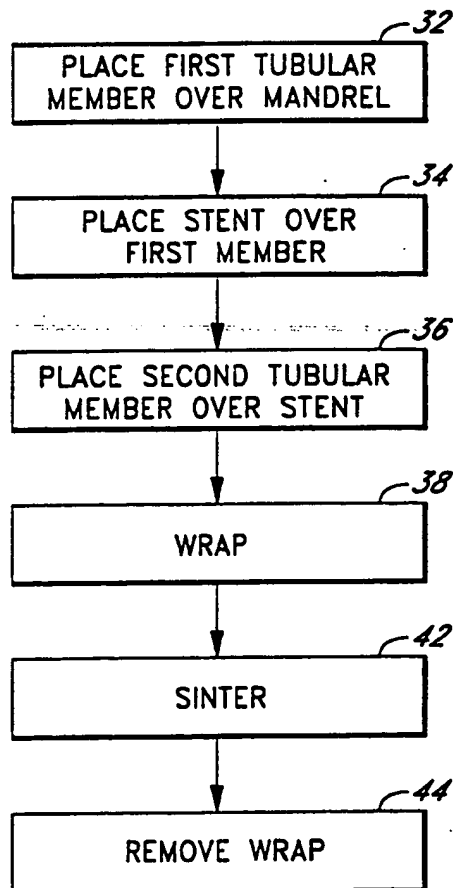 32
PLACE FIRST TUBULAR
MEMBER OVER MANDREL
34
PLACE STENT OVER
FIRST MEMBER
36
PLACE SECOND TUBULAR
MEMBER OVER STENT
38
WRAP
42
SINTER
44
REMOVE WRAP